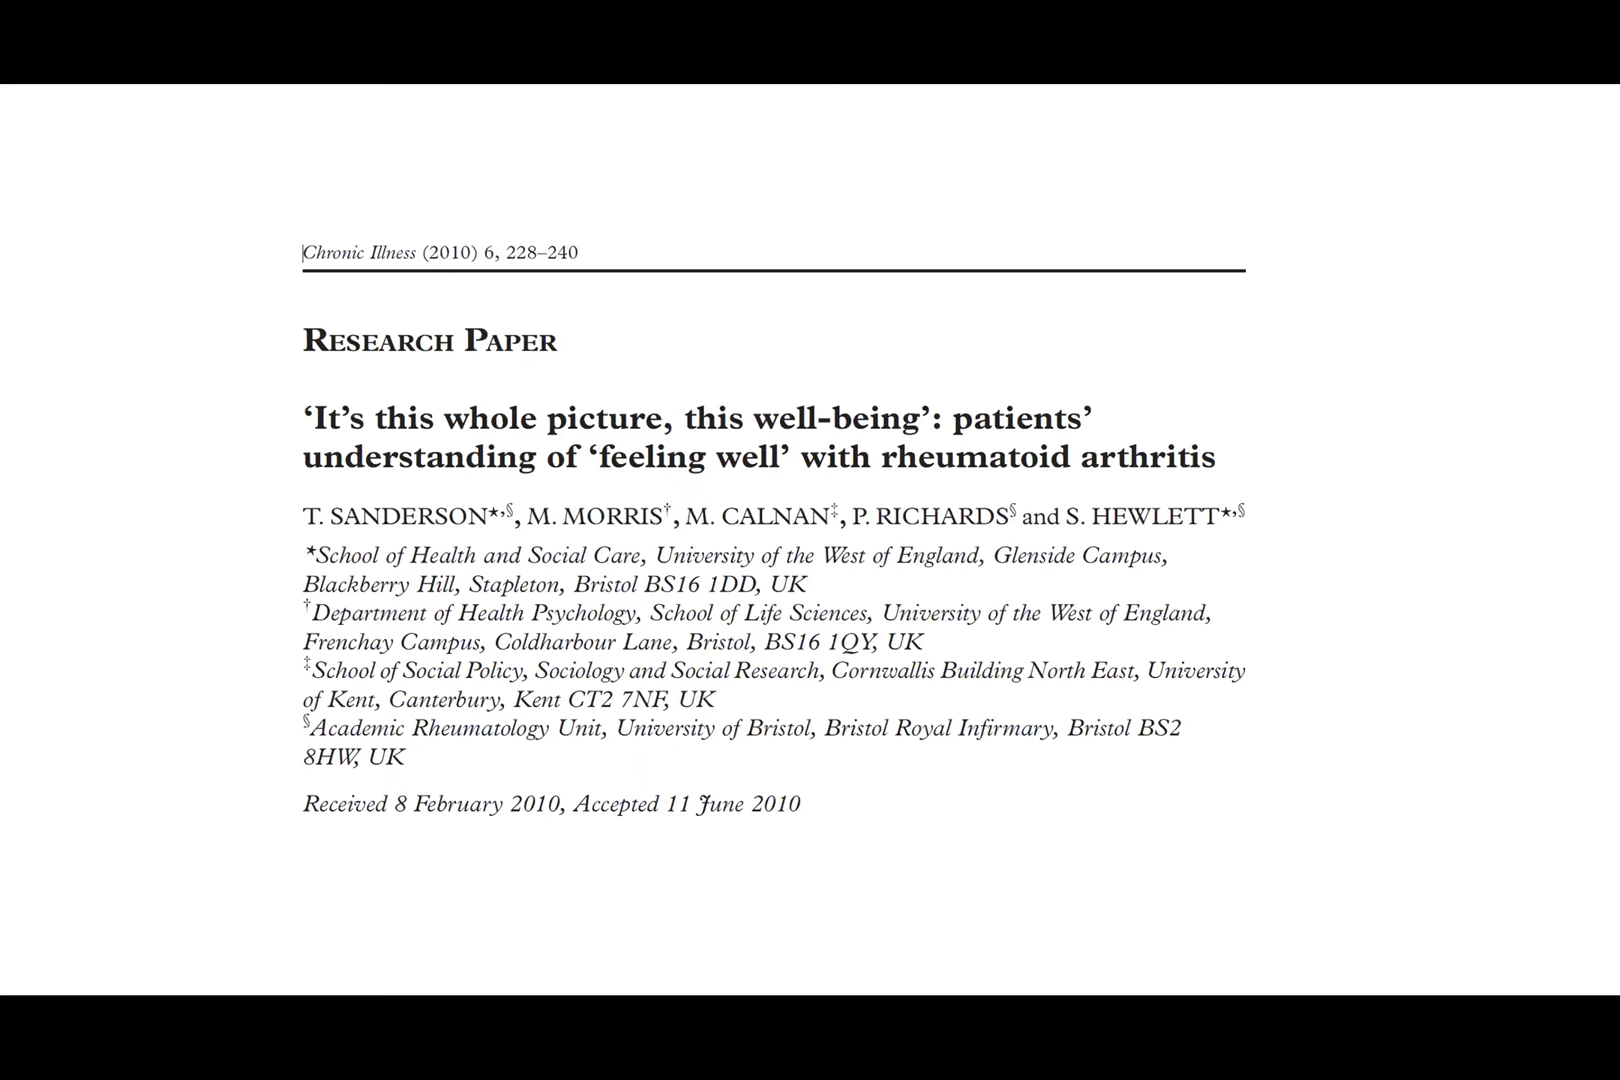 Chronic Illness (2010) 6, 228–240
RESEARCH PAPER
‘It’s this whole picture, this well-being’: patients’
understanding of ‘feeling well’ with rheumatoid arthritis
T. SANDERSON*,§, M. MORRIS†, M. CALNAN‡, P. RICHARDS§ and S. HEWLETT*,§
*School of Health and Social Care, University of the West of England, Glenside Campus,
Blackberry Hill, Stapleton, Bristol BS16 1DD, UK
†Department of Health Psychology, School of Life Sciences, University of the West of England,
Frenchay Campus, Coldharbour Lane, Bristol, BS16 1QY, UK
‡School of Social Policy, Sociology and Social Research, Cornwallis Building North East, University
of Kent, Canterbury, Kent CT2 7NF, UK
§Academic Rheumatology Unit, University of Bristol, Bristol Royal Infirmary, Bristol BS2
8HW, UK
Received 8 February 2010, Accepted 11 June 2010